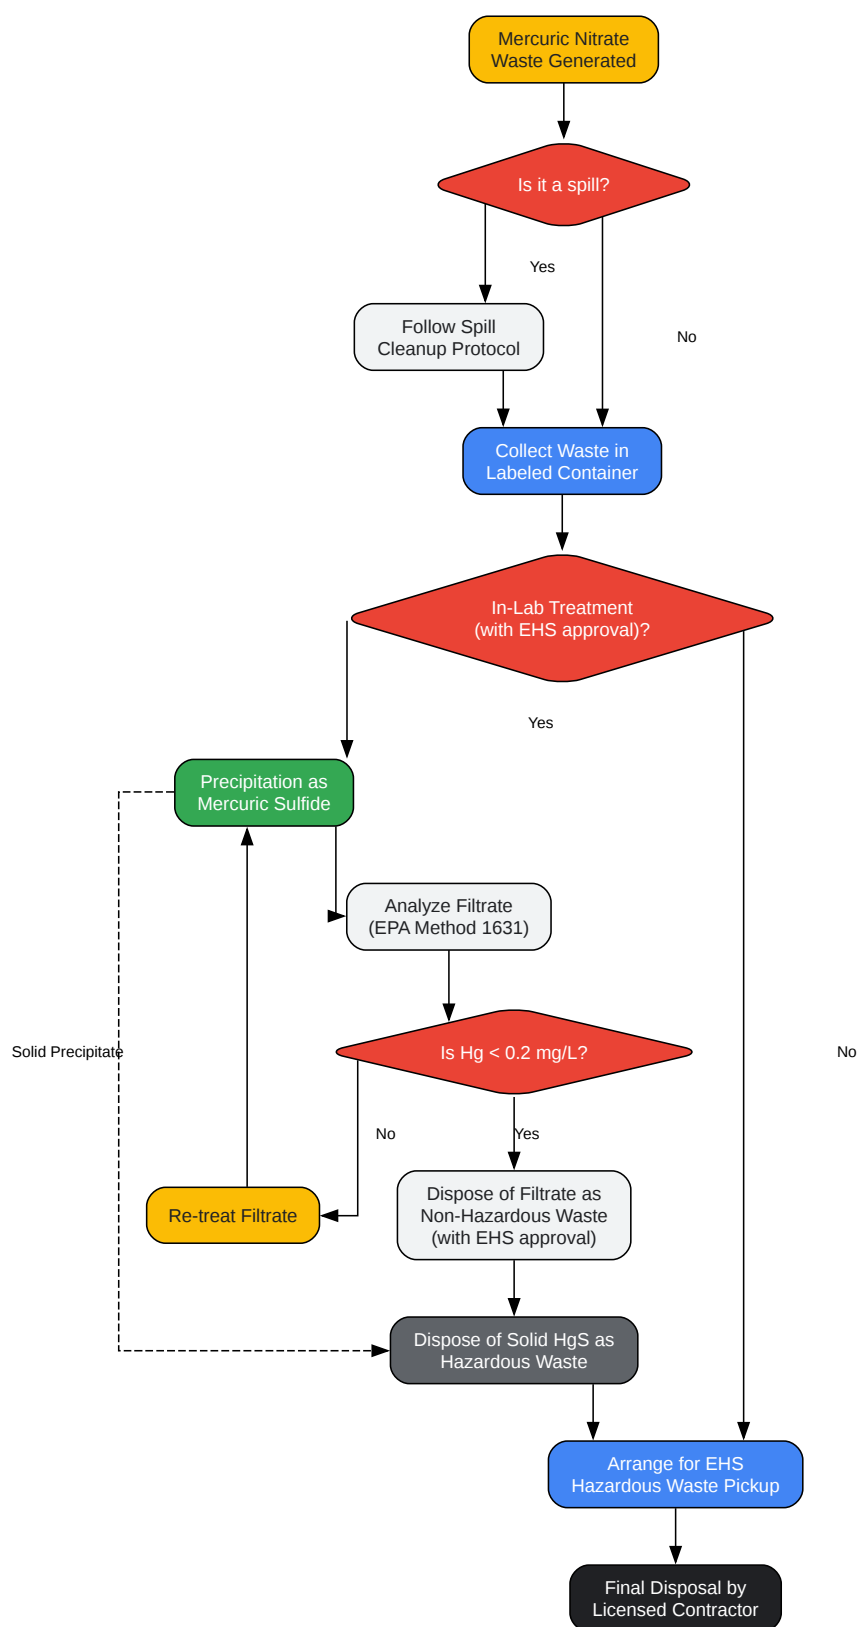 Mercuric Nitrate
Waste Generated
Is it a spill?
Yes
Follow Spill
Cleanup Protocol
No
Collect Waste in
Labeled Container
In-Lab Treatment
(with EHS approval)?
Yes
Precipitation as
Mercuric Sulfide
Analyze Filtrate
(EPA Method 1631)
Solid Precipitate
Is Hg < 0.2 mg/L?
No
No
Yes
Re-treat Filtrate
Dispose of Filtrate as
Non-Hazardous Waste
(with EHS approval)
Dispose of Solid HgS as
Hazardous Waste
Arrange for EHS
Hazardous Waste Pickup
Final Disposal by
Licensed Contractor